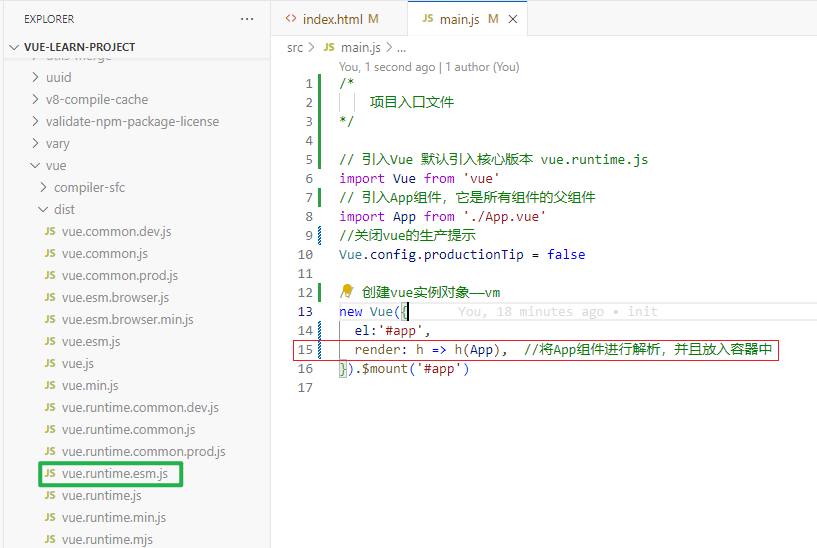 EXPLORER
VUE-LEARN-PROJECT
utils-merge
uuid
v8-compile-cache
validate-npm-package-license
vary
vue
compiler-sfc
dist
JS vue.common.dev.js
JS vue.common.js
JS vue.common.prod.js
JS vue.esm.browser.js
JS vue.esm.browser.min.js
JS vue.esm.js
JS vue.js
JS vue.min.js
JS vue.runtime.common.dev.js
JS vue.runtime.common.js
JS vue.runtime.common.prod.js
JS vue.runtime.esm.js
JS vue.runtime.js
JS vue.runtime.min.js
JS vue.runtime.mjs
<> index.html M
JS main.js M
src > JS main.js > ...
You, 1 second ago | 1 author (You)
1 /*
2 项目入口文件
3 */
4
5 // 引入Vue 默认引入核心版本 vue.runtime.js
6 import Vue from 'vue'
7 // 引入App组件，它是所有组件的父组件
8 import App from './App.vue'
9 //关闭vue的生产提示
10 Vue.config.productionTip = false
11
12 // 创建vue实例对象——vm
13 new Vue({ You, 18 minutes ago • init
14 el:'#app',
15 render: h => h(App), //将App组件进行解析，并且放入容器中
16 }).$mount('#app')
17